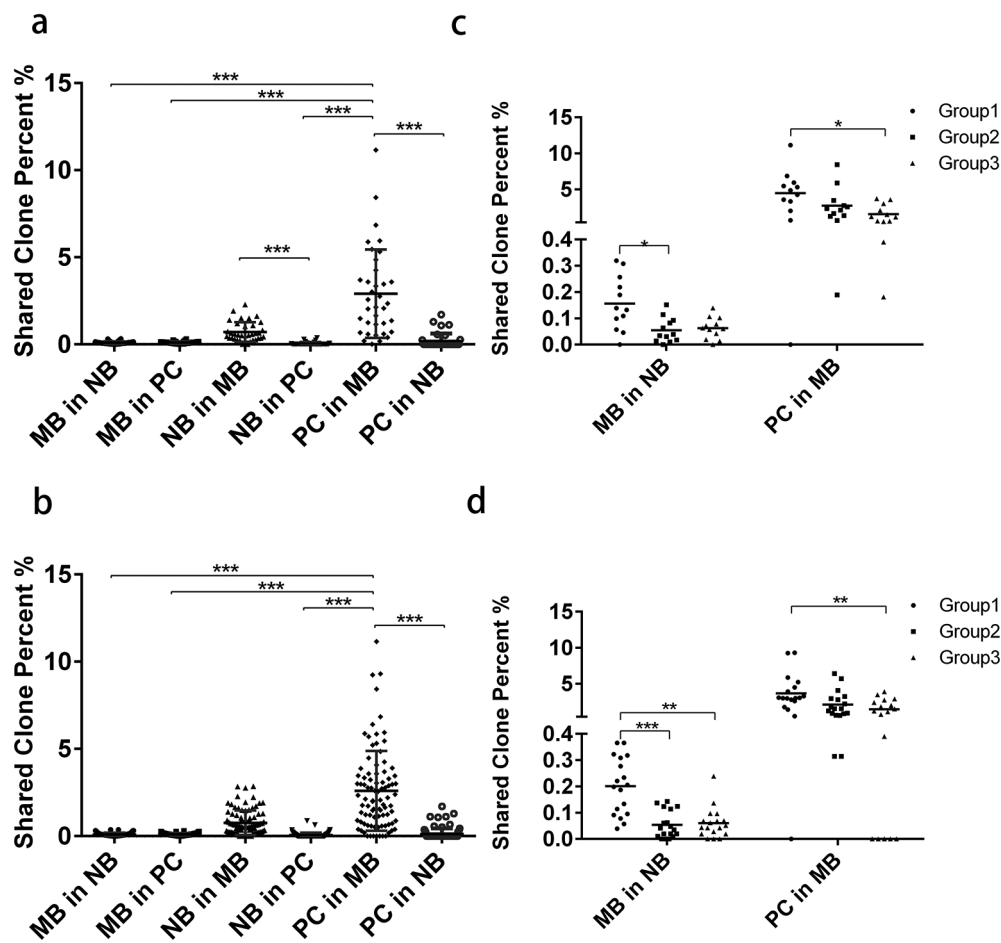 a
Shared Clone Percent %
15
10
5
0
***
***
***
***
***
MB in NB
MB in PC
NB in MB
NB in PC
PC in MB
PC in NB
c
Shared Clone Percent %
15
10
5
0.4
0.3
0.2
0.1
0.0
*
*
Group1
Group2
Group3
MB in NB
PC in MB
b
Shared Clone Percent %
15
10
5
0
***
***
***
***
MB in NB
MB in PC
NB in MB
NB in PC
PC in MB
PC in NB
d
Shared Clone Percent %
15
10
5
0.4
0.3
0.2
0.1
0.0
**
***
**
Group1
Group2
Group3
MB in NB
PC in MB